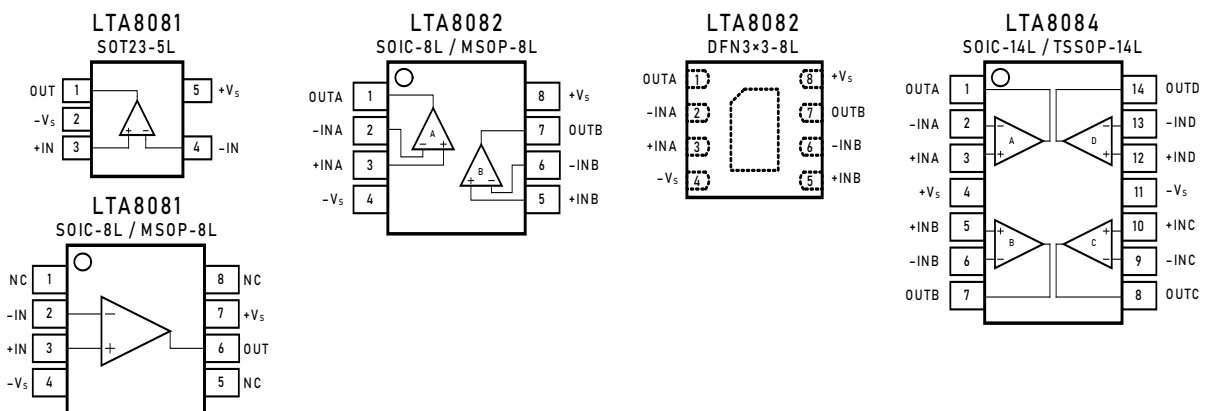 LTA8081
SOT23-5L
OUT 1 5 +VS
-VS 2
+IN 3 4 -IN
+ -
LTA8081
SOIC-8L / MSOP-8L
NC 1 8 NC
-IN 2 - 7 +VS
+IN 3 + 6 OUT
-VS 4 5 NC
LTA8082
SOIC-8L / MSOP-8L
OUTA 1 8 +VS
-INA 2 A 7 OUTB
- +
+INA 3 B 6 -INB
+ -
-VS 4 5 +INB
LTA8082
DFN3×3-8L
OUTA 1 8 +VS
-INA 2 7 OUTB
+INA 3 6 -INB
-VS 4 5 +INB
LTA8084
SOIC-14L / TSSOP-14L
OUTA 1 14 OUTD
-INA 2 - - 13 -IND
A D
+INA 3 + + 12 +IND
+VS 4 11 -VS
+INB 5 + + 10 +INC
B C
-INB 6 - - 9 -INC
OUTB 7 8 OUTC